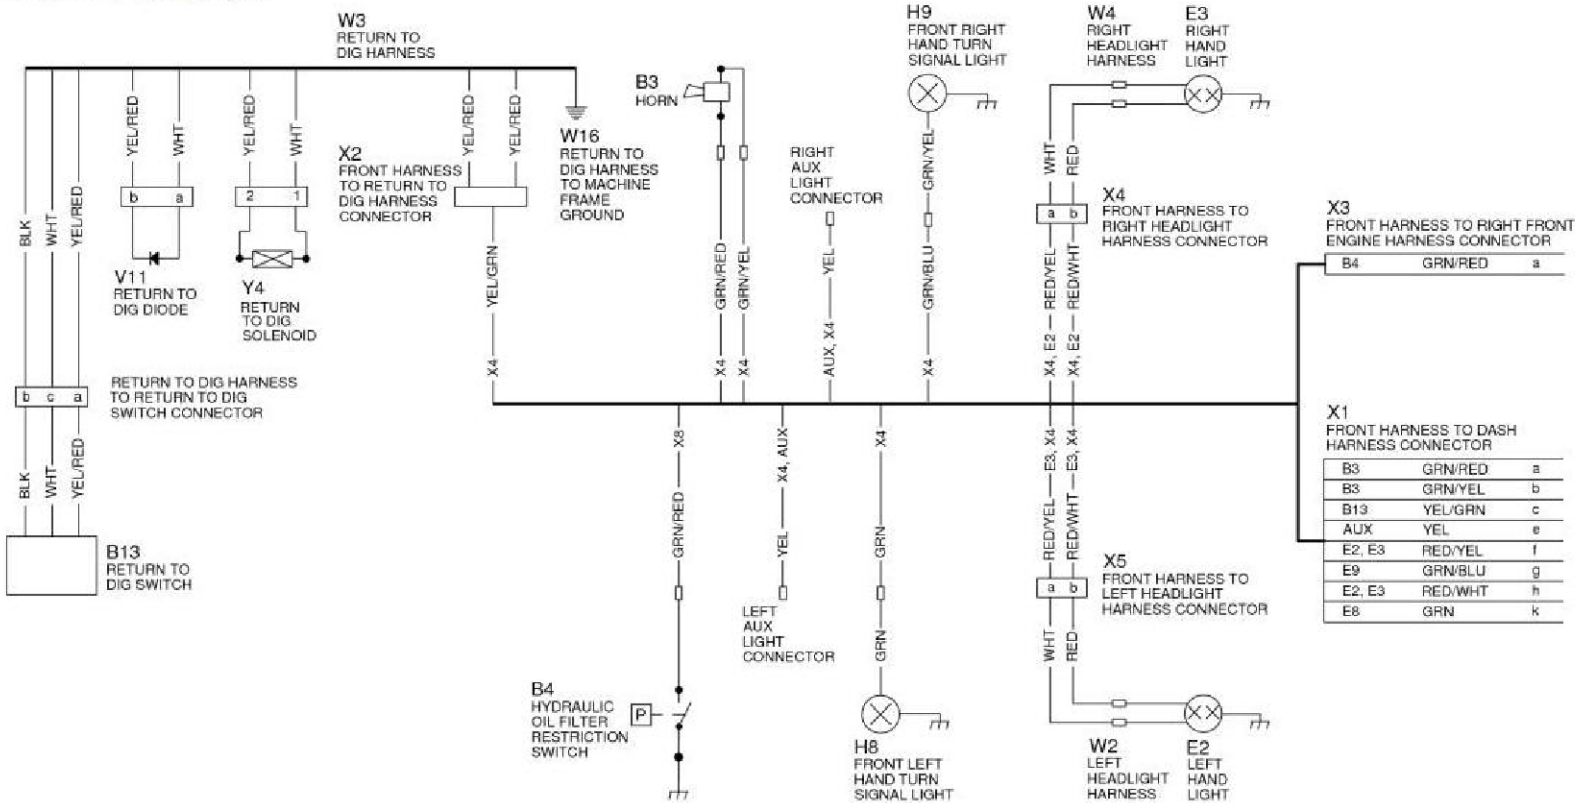 W3
RETURN TO
DIG HARNESS
BLK
WHT
YEL/RED
YEL/RED
WHT
YEL/RED
WHT
YEL/RED
YEL/RED
b a
2 1
V11
RETURN TO
DIG DIODE
Y4
RETURN
TO DIG
SOLENOID
X2
FRONT HARNESS
TO RETURN TO
DIG HARNESS
CONNECTOR
W16
RETURN TO
DIG HARNESS
TO MACHINE
FRAME
GROUND
YEL/GRN
X4
b c a
RETURN TO DIG HARNESS
TO RETURN TO DIG
SWITCH CONNECTOR
BLK
WHT
YEL/RED
B13
RETURN TO
DIG SWITCH
B3
HORN
GRN/RED
GRN/YEL
X4
X4
RIGHT
AUX
LIGHT
CONNECTOR
YEL
AUX, X4
H9
FRONT RIGHT
HAND TURN
SIGNAL LIGHT
GRN/YEL
GRN/BLU
X4
W4
RIGHT
HEADLIGHT
HARNESS
E3
RIGHT
HAND
LIGHT
WHT
RED
a b
X4
FRONT HARNESS TO
RIGHT HEADLIGHT
HARNESS CONNECTOR
RED/YEL
RED/WHT
X4, E2
X4, E2
X3
FRONT HARNESS TO RIGHT FRONT
ENGINE HARNESS CONNECTOR
B4 GRN/RED a
X1
FRONT HARNESS TO DASH
HARNESS CONNECTOR
B3 GRN/RED a
B3 GRN/YEL b
B13 YEL/GRN c
AUX YEL e
E2, E3 RED/YEL f
E9 GRN/BLU g
E2, E3 RED/WHT h
E8 GRN k
X8
GRN/RED
B4
HYDRAULIC
OIL FILTER
RESTRICTION
SWITCH
P
X4, AUX
YEL
LEFT
AUX
LIGHT
CONNECTOR
X4
GRN
GRN
H8
FRONT LEFT
HAND TURN
SIGNAL LIGHT
E3, X4
E3, X4
RED/YEL
RED/WHT
a b
X5
FRONT HARNESS TO
LEFT HEADLIGHT
HARNESS CONNECTOR
WHT
RED
W2
LEFT
HEADLIGHT
HARNESS
E2
LEFT
HAND
LIGHT